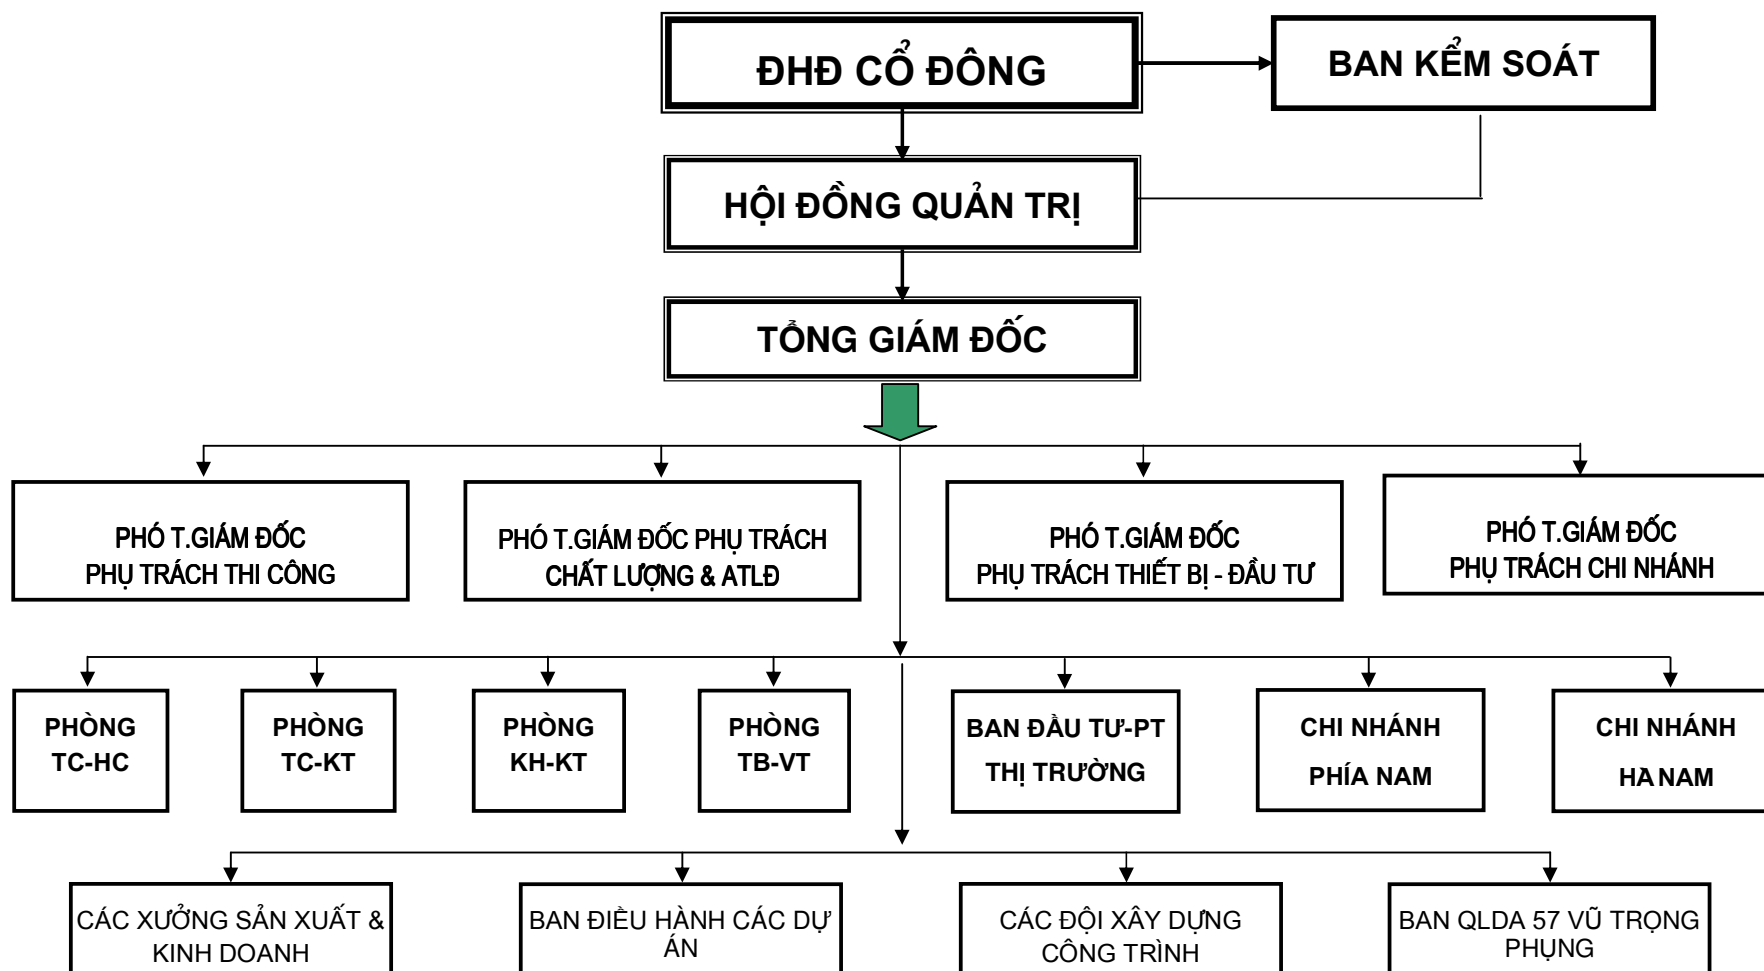 ĐHĐ CỔ ĐÔNG
BAN KỂM SOÁT
HỘI ĐỒNG QUẢN TRỊ
TỔNG GIÁM ĐỐC
PHÓ T.GIÁM ĐỐC
PHỤ TRÁCH THI CÔNG
PHÓ T.GIÁM ĐỐC PHỤ TRÁCH
CHẤT LƯỢNG & ATLĐ
PHÓ T.GIÁM ĐỐC
PHỤ TRÁCH THIẾT BỊ - ĐẦU TƯ
PHÓ T.GIÁM ĐỐC
PHỤ TRÁCH CHI NHÁNH
PHÒNG
TC-HC
PHÒNG
TC-KT
PHÒNG
KH-KT
PHÒNG
TB-VT
BAN ĐẦU TƯ-PT
THỊ TRƯỜNG
CHI NHÁNH
PHÍA NAM
CHI NHÁNH
HÀ NAM
CÁC XƯỞNG SẢN XUẤT &
KINH DOANH
BAN ĐIỀU HÀNH CÁC DỰ
ÁN
CÁC ĐỘI XÂY DỰNG
CÔNG TRÌNH
BAN QLDA 57 VŨ TRỌNG
PHỤNG